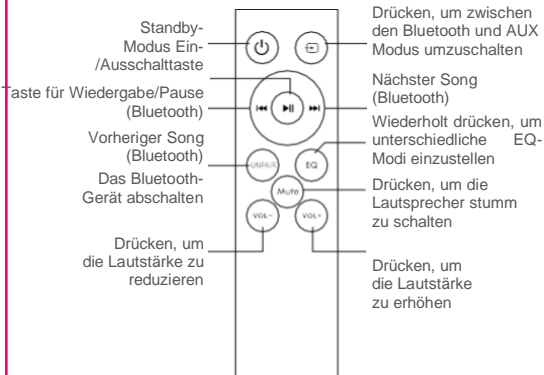 Standby-
Modus Ein-
/Ausschalttaste
Taste für Wiedergabe/Pause
(Bluetooth)
Vorheriger Song
(Bluetooth)
Das Bluetooth-
Gerät abschalten
Drücken, um
die Lautstärke zu
reduzieren
UNPAIR
EQ
Mute
VOL-
VOL+
Drücken, um zwischen
den Bluetooth und AUX
Modus umzuschalten
Nächster Song
(Bluetooth)
Wiederholt drücken, um
unterschiedliche EQ-
Modi einzustellen
Drücken, um die
Lautsprecher stumm
zu schalten
Drücken, um
die Lautstärke
zu erhöhen